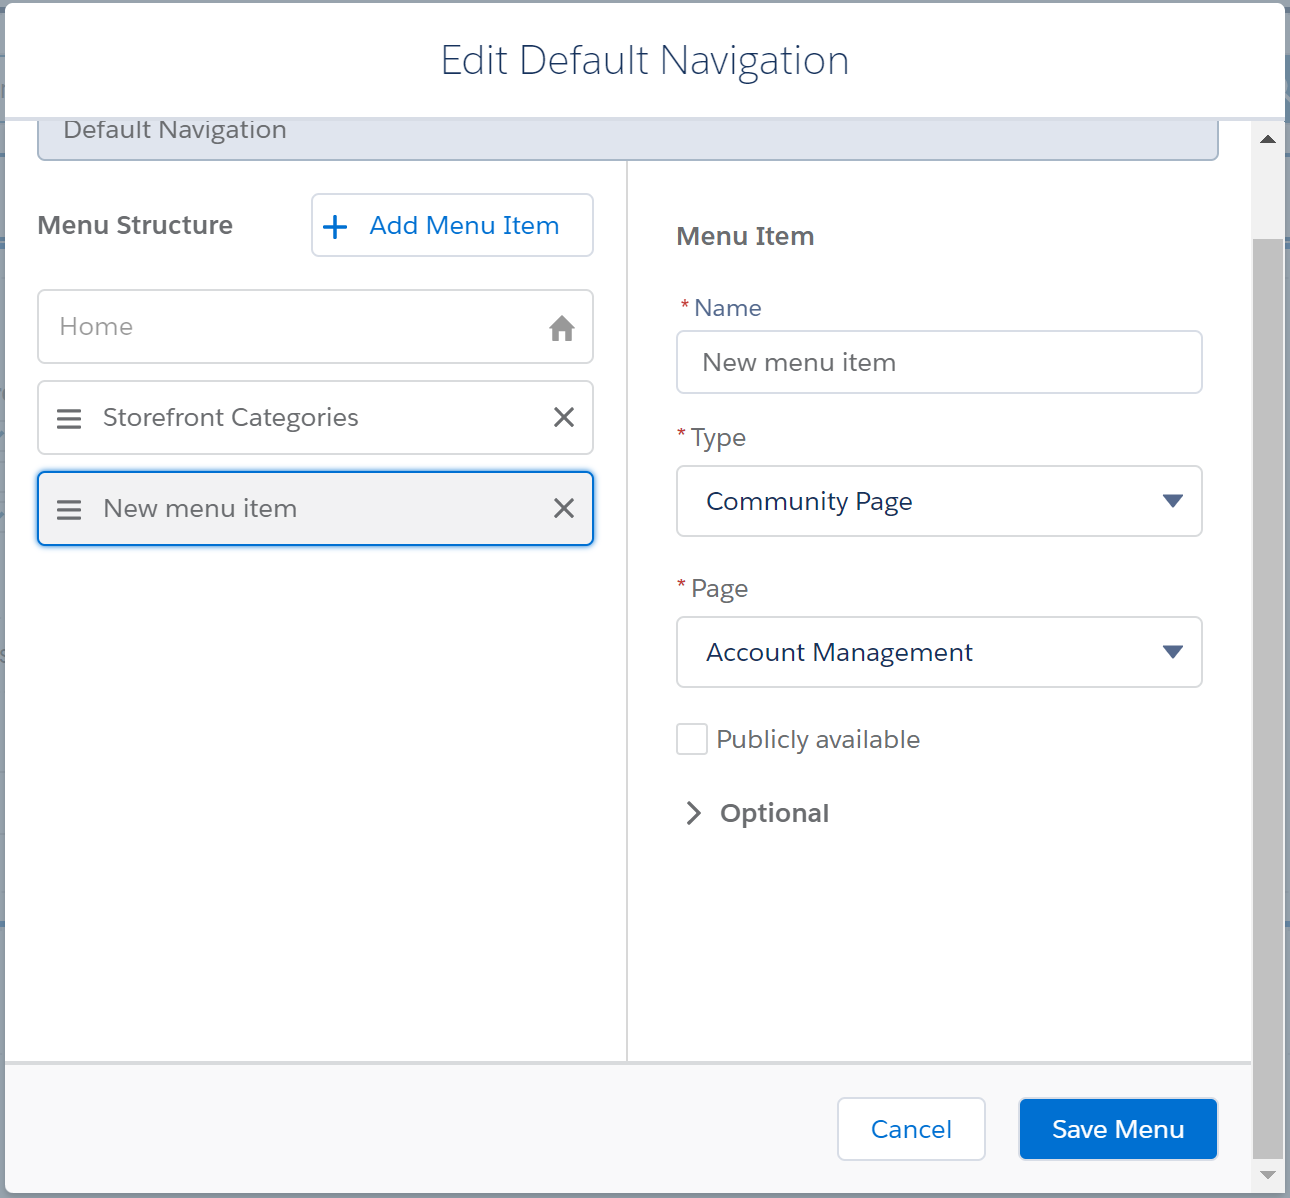 Edit Default Navigation
Default Navigation
Menu Structure
Add Menu Item
Home
Storefront Categories
New menu item
Menu Item
* Name
New menu item
* Type
Community Page
* Page
Account Management
Publicly available
Optional
Cancel
Save Menu